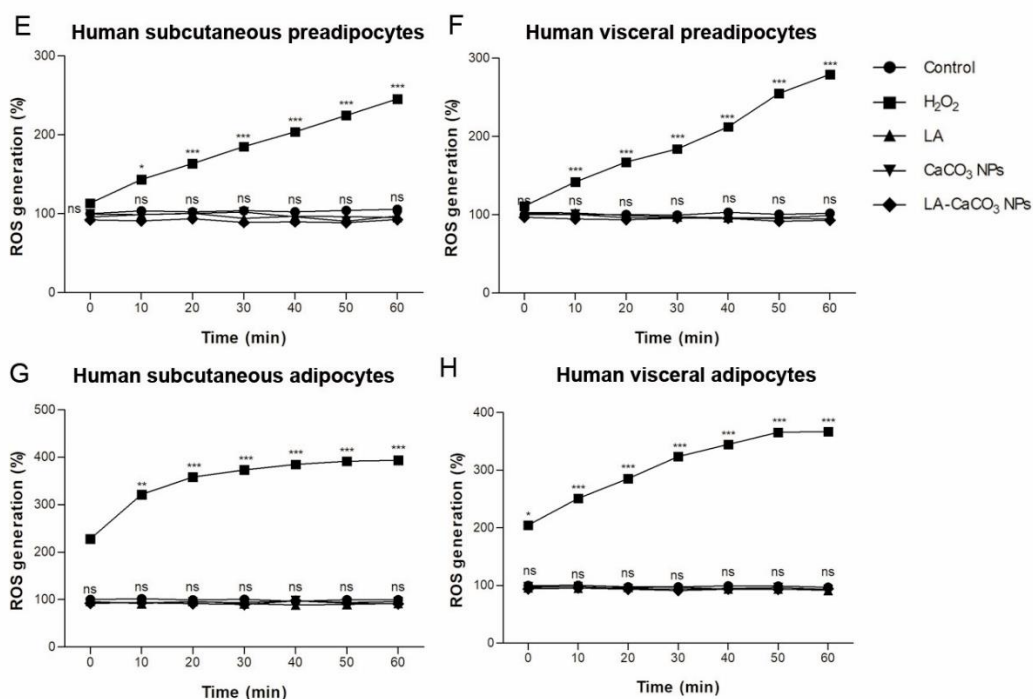 E
Human subcutaneous preadipocytes
300
200
100
0
ROS generation (%)
*
***
***
***
***
***
ns
ns
ns
ns
ns
ns
ns
0 10 20 30 40 50 60
Time (min)
F
Human visceral preadipocytes
300
200
100
0
ROS generation (%)
***
***
***
***
***
***
ns
ns
ns
ns
ns
ns
ns
0 10 20 30 40 50 60
Time (min)
Control
H₂O₂
LA
CaCO₃ NPs
LA-CaCO₃ NPs
G
Human subcutaneous adipocytes
500
400
300
200
100
0
ROS generation (%)
**
***
***
***
***
***
ns
ns
ns
ns
ns
ns
ns
0 10 20 30 40 50 60
Time (min)
H
Human visceral adipocytes
400
300
200
100
0
ROS generation (%)
*
***
***
***
***
***
***
ns
ns
ns
ns
ns
ns
ns
0 10 20 30 40 50 60
Time (min)